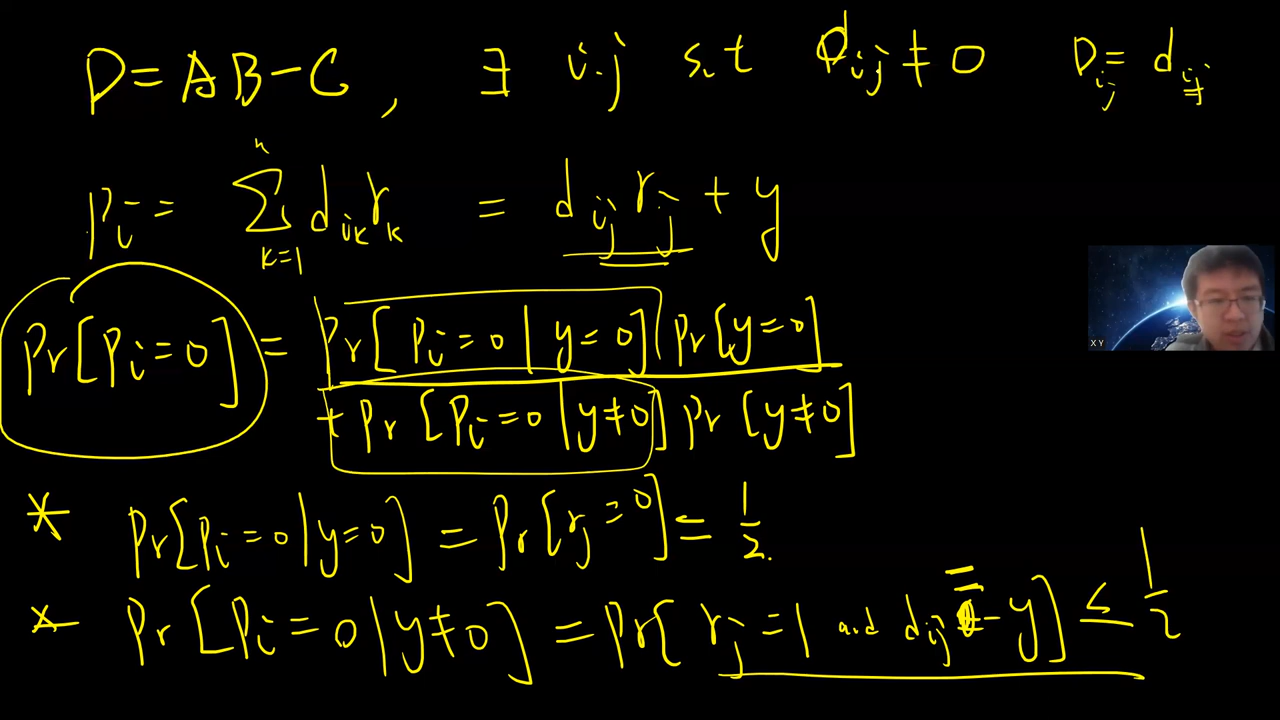 D = AB - C , ∃ i.j s.t D_ij ≠ 0 D_ij = d_ij
P_i = ∑_{k=1}^{n} d_ik r_k = d_ij r_j + y
Pr[P_i = 0] = Pr[P_i = 0 | y = 0] Pr[y = 0]
+ Pr[P_i = 0 | y ≠ 0] Pr[y ≠ 0]
* Pr[P_i = 0 | y = 0] = Pr[r_j = 0] = 1/2.
* Pr[P_i = 0 | y ≠ 0] = Pr[r_j = 1 and d_ij = -y] ≤ 1/2
X Y